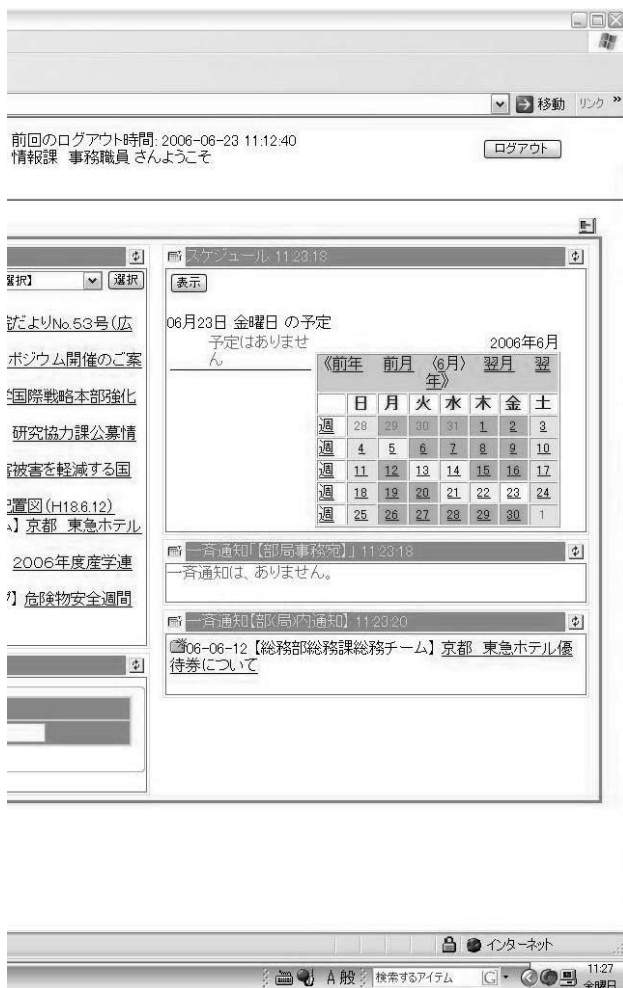 移動 リンク »
前回のログアウト時間: 2006-06-23 11:12:40
情報課 事務職員 さんようこそ
ログアウト
選択】 選択
だよりNo.53号(広
ポジウム開催のご案
国際戦略本部強化
研究協力課公募情
被害を軽減する国
置図(H18.6.12)
】京都 東急ホテル
2006年度産学連
】危険物安全週間
スケジュール 11:23:18
表示
06月23日 金曜日 の予定
予定はありませ
ん
2006年6月
《前年 前月 〈6月〉 翌月 翌
年》
日 月 火 水 木 金 土
週 28 29 30 31 1 2 3
週 4 5 6 7 8 9 10
週 11 12 13 14 15 16 17
週 18 19 20 21 22 23 24
週 25 26 27 28 29 30 1
一斉通知「【部局事務宛】」 11:23:18
一斉通知は、ありません。
一斉通知【部(局)内通知】 11:23:20
06-06-12【総務部総務課総務チーム】京都 東急ホテル優
待券について
インターネット
A 般 検索するアイテム 11:27
金曜日